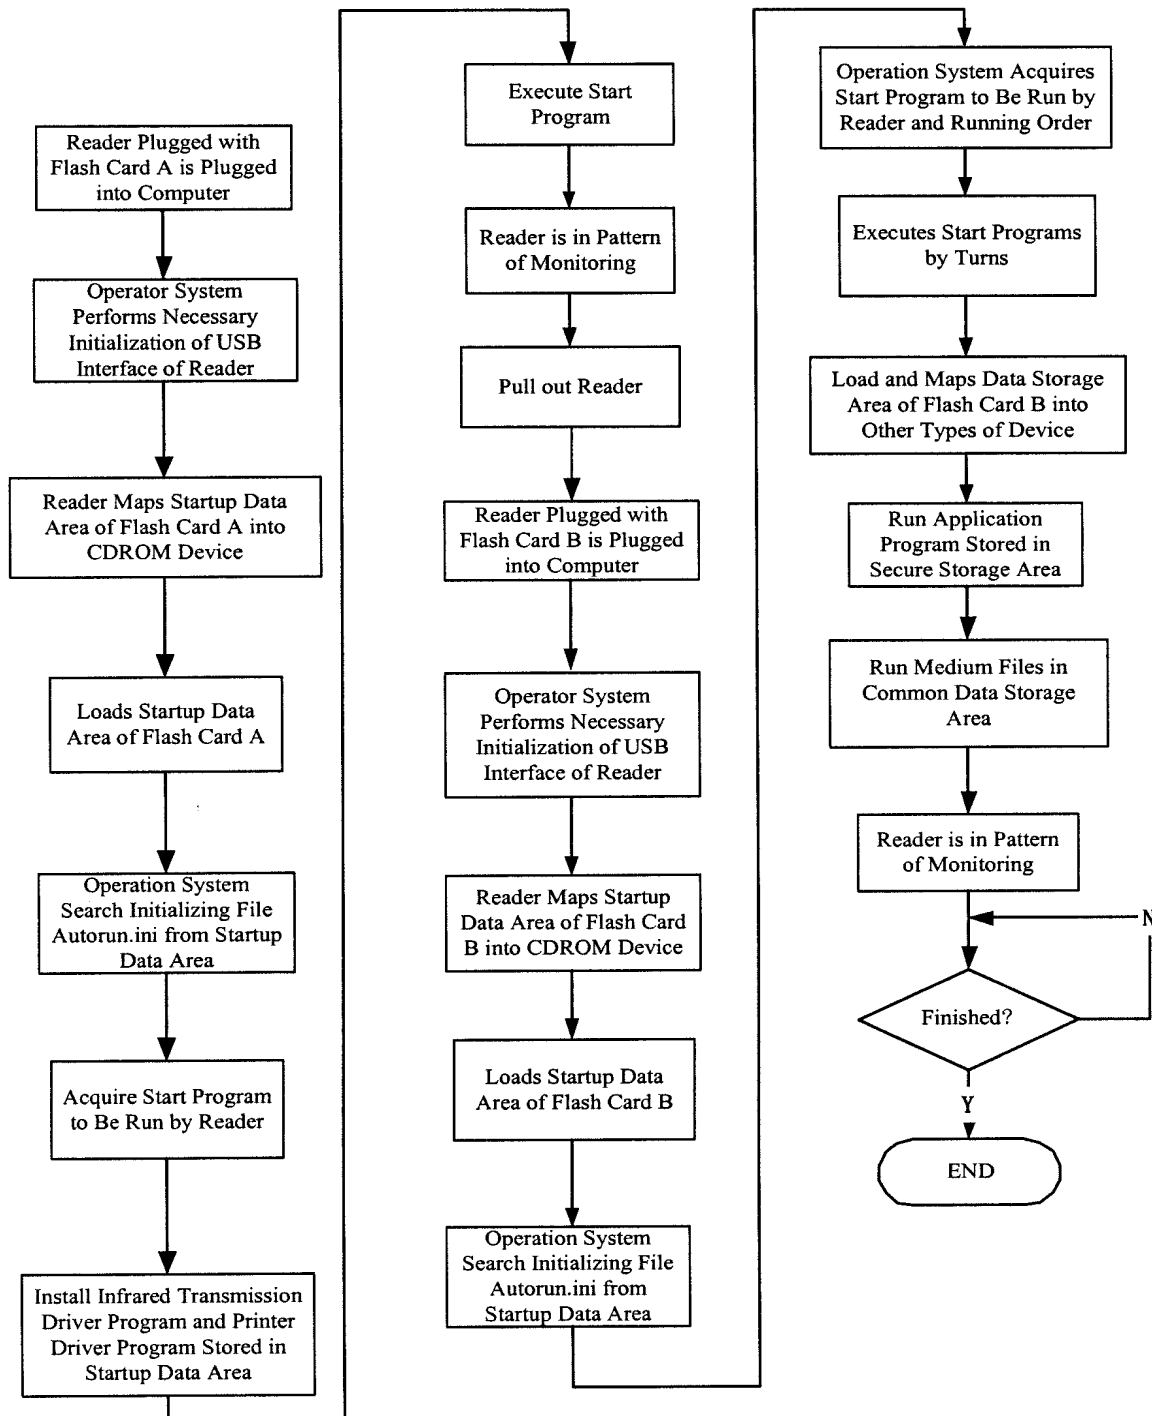 Reader Plugged with
Flash Card A is Plugged
into Computer
Operator System
Performs Necessary
Initialization of USB
Interface of Reader
Reader Maps Startup Data
Area of Flash Card A into
CDROM Device
Loads Startup Data
Area of Flash Card A
Operation System
Search Initializing File
Autorun.ini from Startup
Data Area
Acquire Start Program
to Be Run by Reader
Install Infrared Transmission
Driver Program and Printer
Driver Program Stored in
Startup Data Area
Execute Start
Program
Reader is in Pattern
of Monitoring
Pull out Reader
Reader Plugged with
Flash Card B is Plugged
into Computer
Operator System
Performs Necessary
Initialization of USB
Interface of Reader
Reader Maps Startup
Data Area of Flash Card
B into CDROM Device
Loads Startup Data
Area of Flash Card B
Operation System
Search Initializing File
Autorun.ini from
Startup Data Area
Operation System Acquires
Start Program to Be Run by
Reader and Running Order
Executes Start Programs
by Turns
Load and Maps Data Storage
Area of Flash Card B into
Other Types of Device
Run Application
Program Stored in
Secure Storage Area
Run Medium Files in
Common Data Storage
Area
Reader is in Pattern
of Monitoring
N
Finished?
Y
END